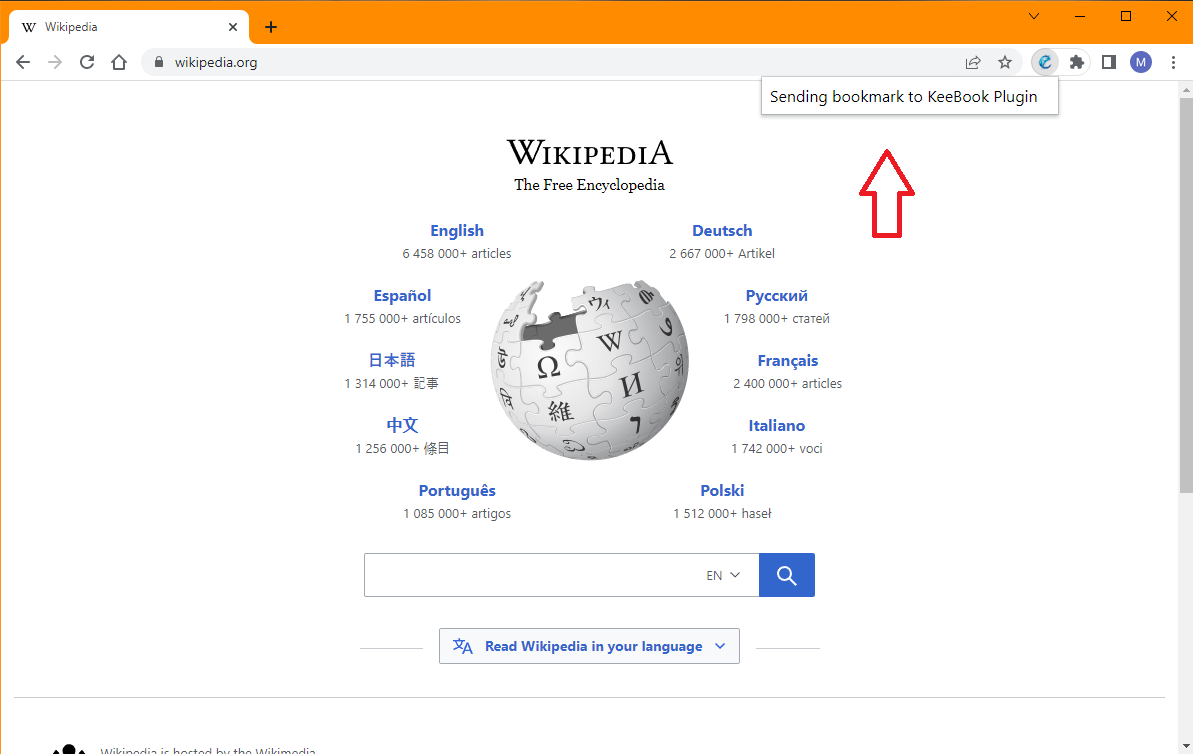 Wikipedia
wikipedia.org
M
Sending bookmark to KeeBook Plugin
WIKIPEDIA
The Free Encyclopedia
English
6 458 000+ articles
Deutsch
2 667 000+ Artikel
Español
1 755 000+ artículos
Русский
1 798 000+ статей
日本語
1 314 000+ 記事
Français
2 400 000+ articles
中文
1 256 000+ 條目
Italiano
1 742 000+ voci
Português
1 085 000+ artigos
Polski
1 512 000+ haseł
Ω
W
И
維
ウィ
7
EN
Read Wikipedia in your language
Wikipedia is hosted by the Wikimedia